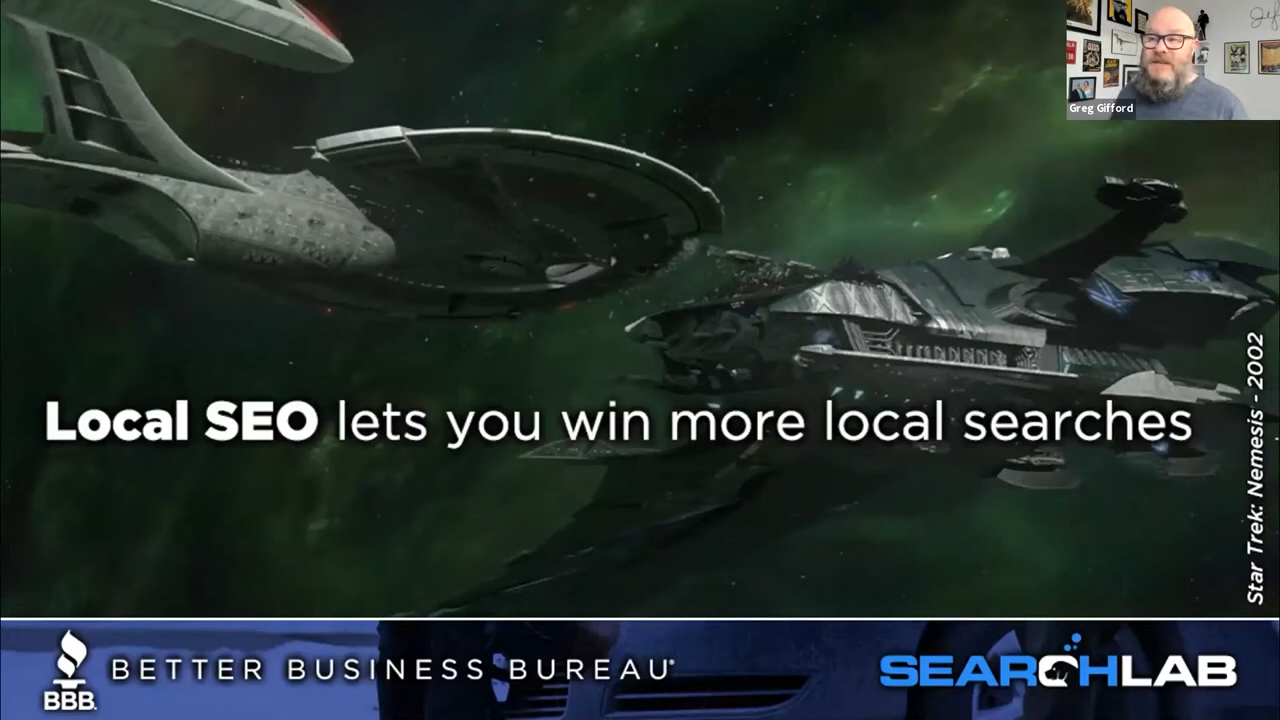 Greg Gifford
Local SEO lets you win more local searches
Star Trek: Nemesis - 2002
BBB.
BETTER BUSINESS BUREAU®
SEARCHLAB